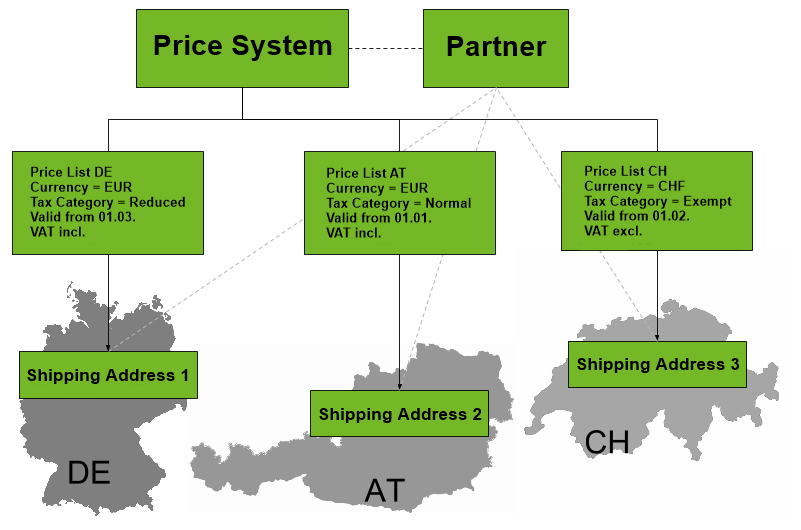 Price System
Partner
Price List DE
Currency = EUR
Tax Category = Reduced
Valid from 01.03.
VAT incl.
Price List AT
Currency = EUR
Tax Category = Normal
Valid from 01.01.
VAT incl.
Price List CH
Currency = CHF
Tax Category = Exempt
Valid from 01.02.
VAT excl.
Shipping Address 1
Shipping Address 2
Shipping Address 3
DE
AT
CH